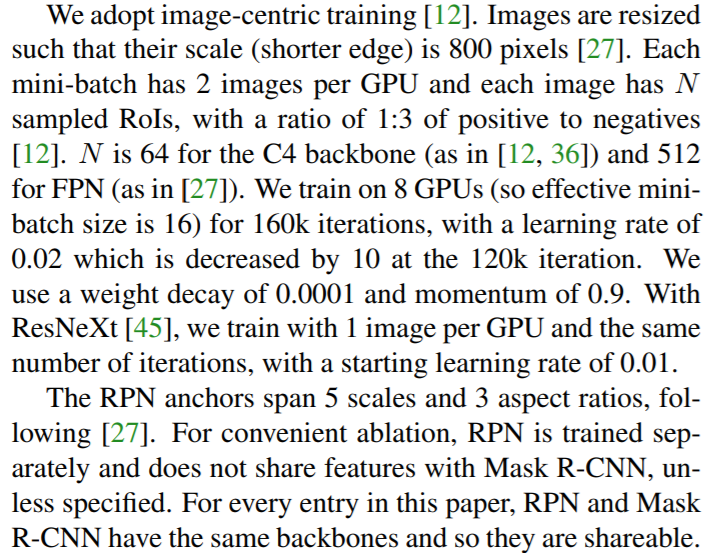 We adopt image-centric training [12]. Images are resized
such that their scale (shorter edge) is 800 pixels [27]. Each
mini-batch has 2 images per GPU and each image has N
sampled RoIs, with a ratio of 1:3 of positive to negatives
[12]. N is 64 for the C4 backbone (as in [12, 36]) and 512
for FPN (as in [27]). We train on 8 GPUs (so effective mini-
batch size is 16) for 160k iterations, with a learning rate of
0.02 which is decreased by 10 at the 120k iteration. We
use a weight decay of 0.0001 and momentum of 0.9. With
ResNeXt [45], we train with 1 image per GPU and the same
number of iterations, with a starting learning rate of 0.01.
The RPN anchors span 5 scales and 3 aspect ratios, fol-
lowing [27]. For convenient ablation, RPN is trained sep-
arately and does not share features with Mask R-CNN, un-
less specified. For every entry in this paper, RPN and Mask
R-CNN have the same backbones and so they are shareable.